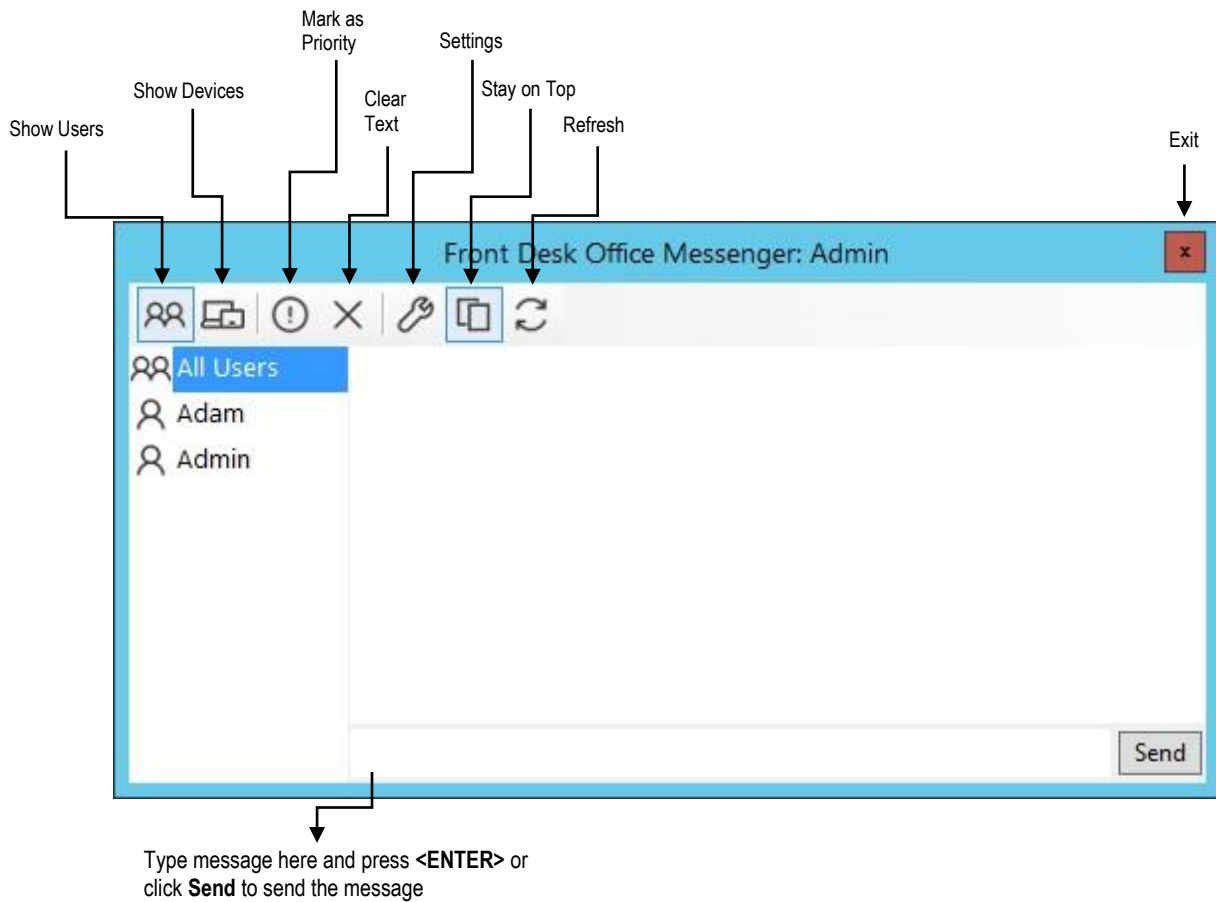 Mark as
Priority
Settings
Show Devices
Clear
Text
Stay on Top
Show Users
Refresh
Exit
Front Desk Office Messenger: Admin
x
All Users
Adam
Admin
Send
Type message here and press <ENTER> or
click Send to send the message